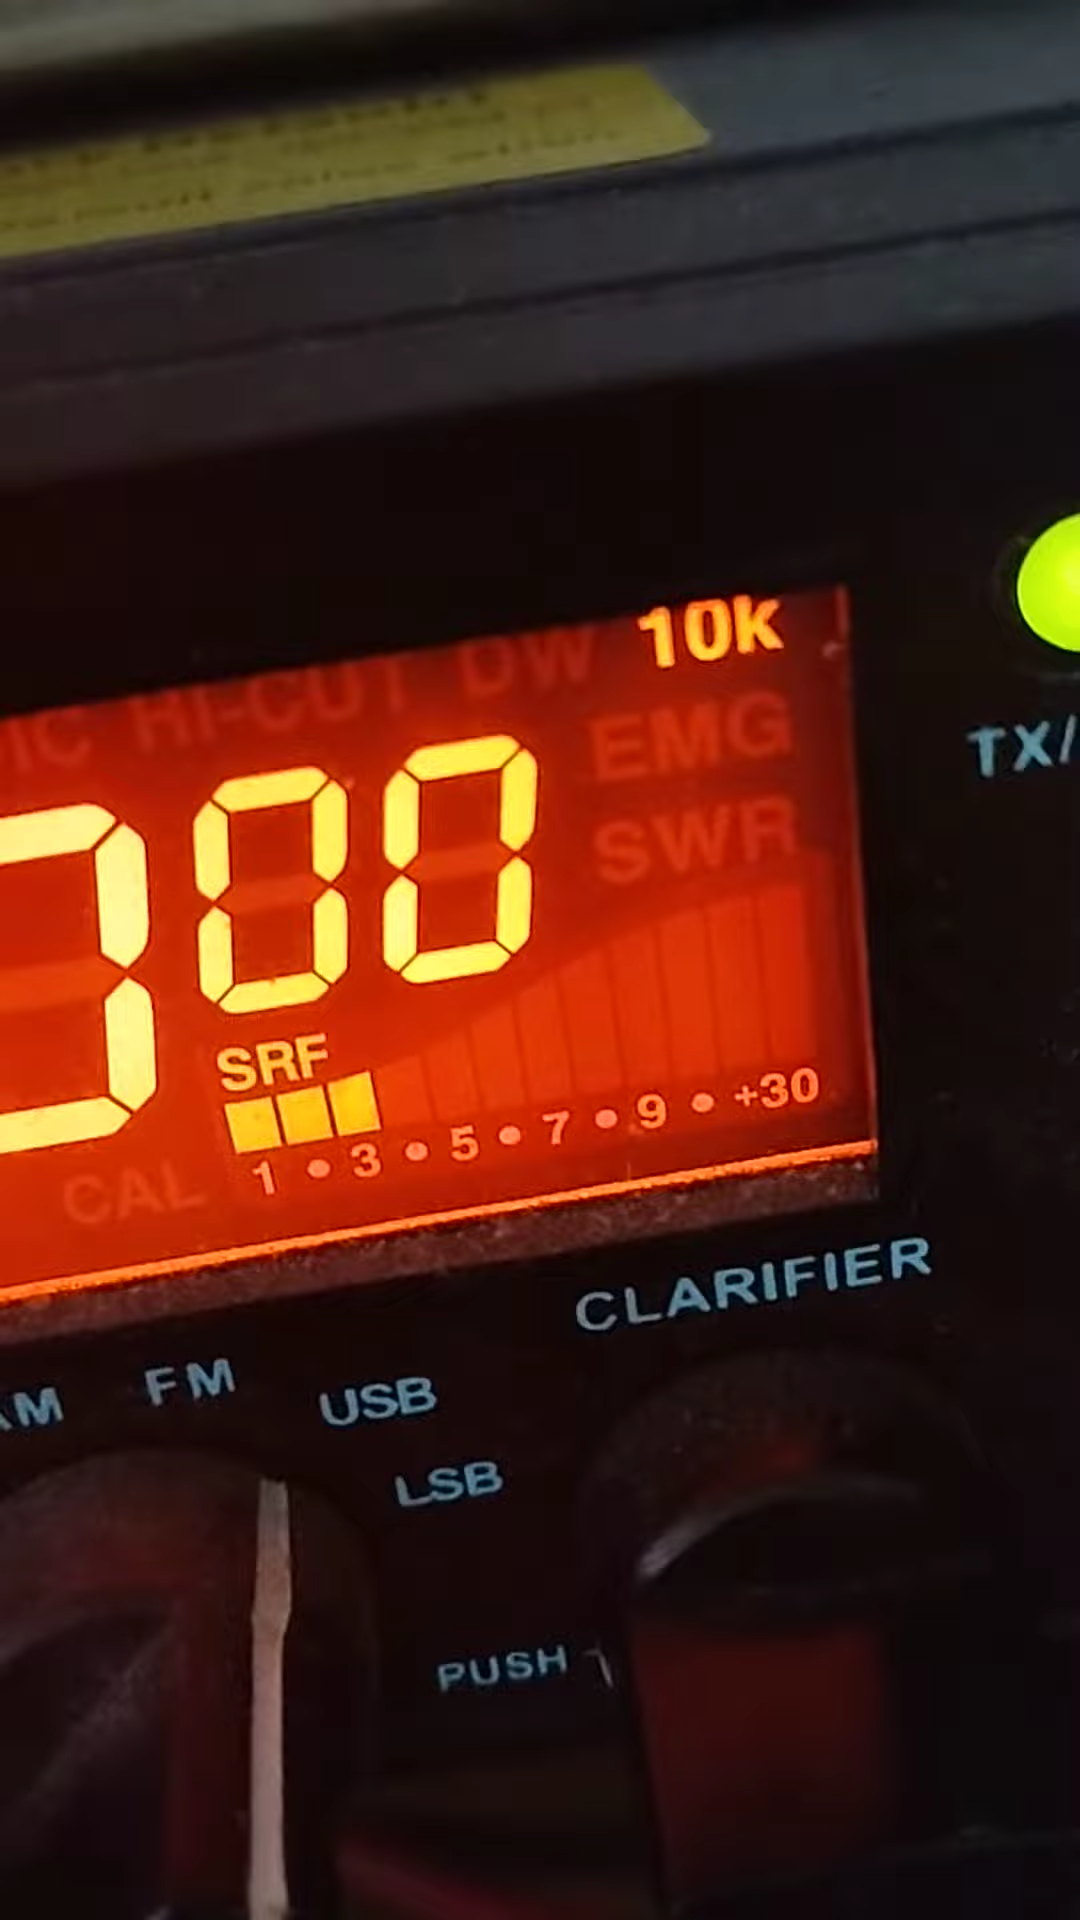 HI-CUT DW 10k
EMG
SWR
00
SRF
1 • 3 • 5 • 7 • 9 • +30
CAL
CLARIFIER
AM FM USB
LSB
PUSH
TX/